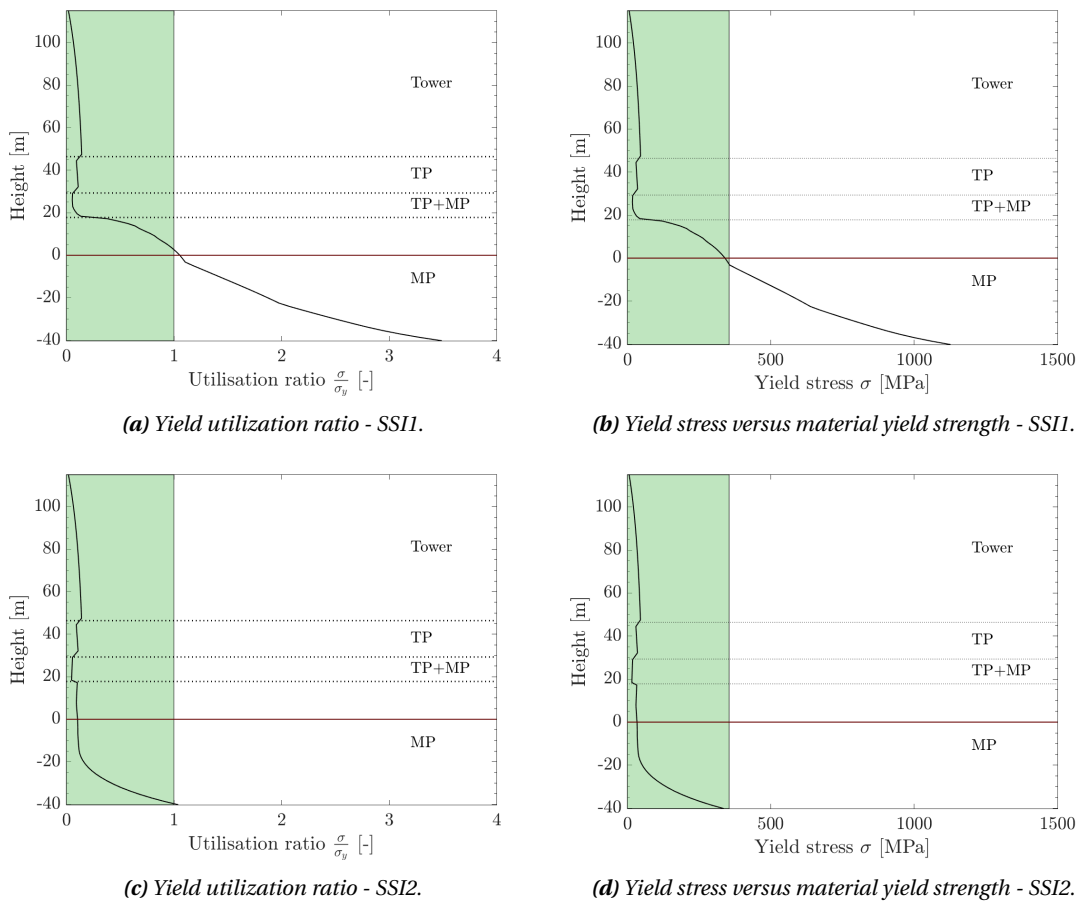 100
80
60
40
20
0
-20
-40
Height [m]
Tower
TP
TP+MP
MP
0 1 2 3 4
Utilisation ratio σ/σy [-]
(a) Yield utilization ratio - SSI1.
100
80
60
40
20
0
-20
-40
Height [m]
Tower
TP
TP+MP
MP
0 500 1000 1500
Yield stress σ [MPa]
(b) Yield stress versus material yield strength - SSI1.
100
80
60
40
20
0
-20
-40
Height [m]
Tower
TP
TP+MP
MP
0 1 2 3 4
Utilisation ratio σ/σy [-]
(c) Yield utilization ratio - SSI2.
100
80
60
40
20
0
-20
-40
Height [m]
Tower
TP
TP+MP
MP
0 500 1000 1500
Yield stress σ [MPa]
(d) Yield stress versus material yield strength - SSI2.